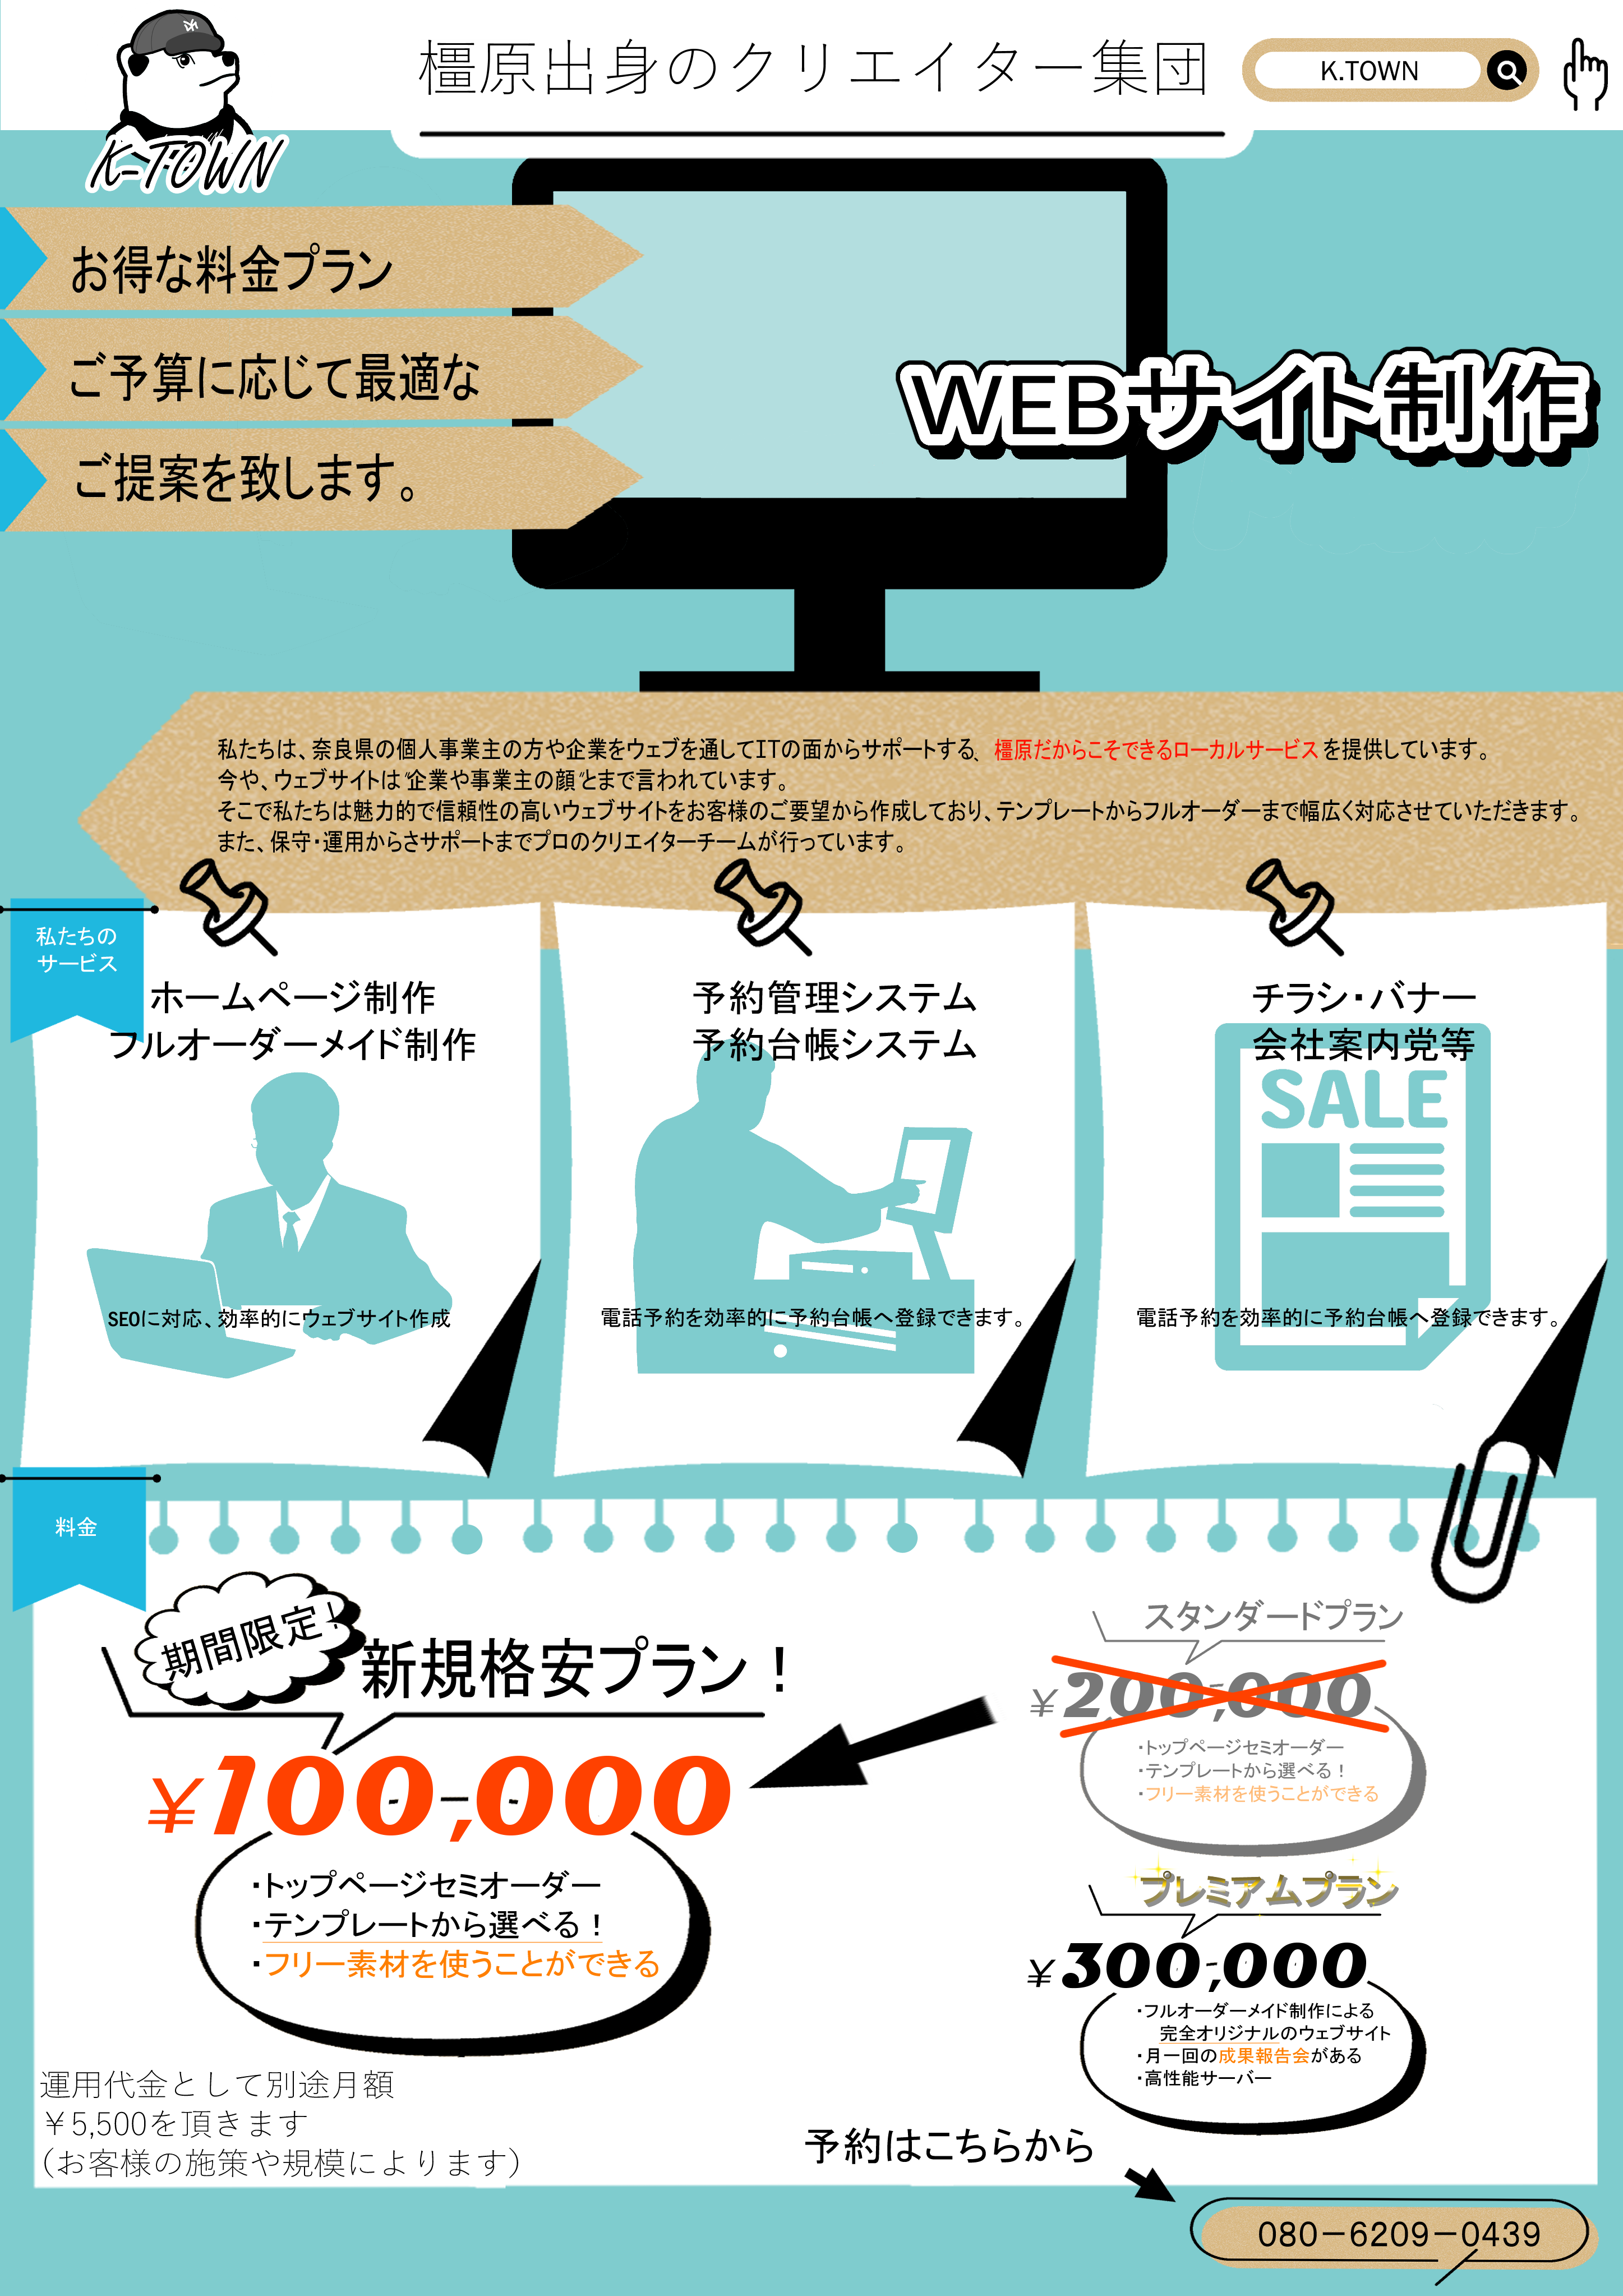 橿原出身のクリエイター集団
K.TOWN
K-TOWN
お得な料金プラン
ご予算に応じて最適な
ご提案を致します。
WEBサイト制作
私たちは、奈良県の個人事業主の方や企業をウェブを通してITの面からサポートする、橿原だからこそできるローカルサービスを提供しています。
今や、ウェブサイトは“企業や事業主の顔”とまで言われています。
そこで私たちは魅力的で信頼性の高いウェブサイトをお客様のご要望から作成しており、テンプレートからフルオーダーまで幅広く対応させていただきます。
また、保守・運用からさサポートまでプロのクリエイターチームが行っています。
私たちの
サービス
ホームページ制作
フルオーダーメイド制作
SEOに対応、効率的にウェブサイト作成
予約管理システム
予約台帳システム
電話予約を効率的に予約台帳へ登録できます。
チラシ・バナー
会社案内党等
SALE
電話予約を効率的に予約台帳へ登録できます。
料金
期間限定！
新規格安プラン！
¥100,000
・トップページセミオーダー
・テンプレートから選べる！
・フリー素材を使うことができる
スタンダードプラン
¥200,000
・トップページセミオーダー
・テンプレートから選べる！
・フリー素材を使うことができる
プレミアムプラン
¥300,000
・フルオーダーメイド制作による
完全オリジナルのウェブサイト
・月一回の成果報告会がある
・高性能サーバー
運用代金として別途月額
￥5,500を頂きます
（お客様の施策や規模によります）
予約はこちらから
080－6209－0439